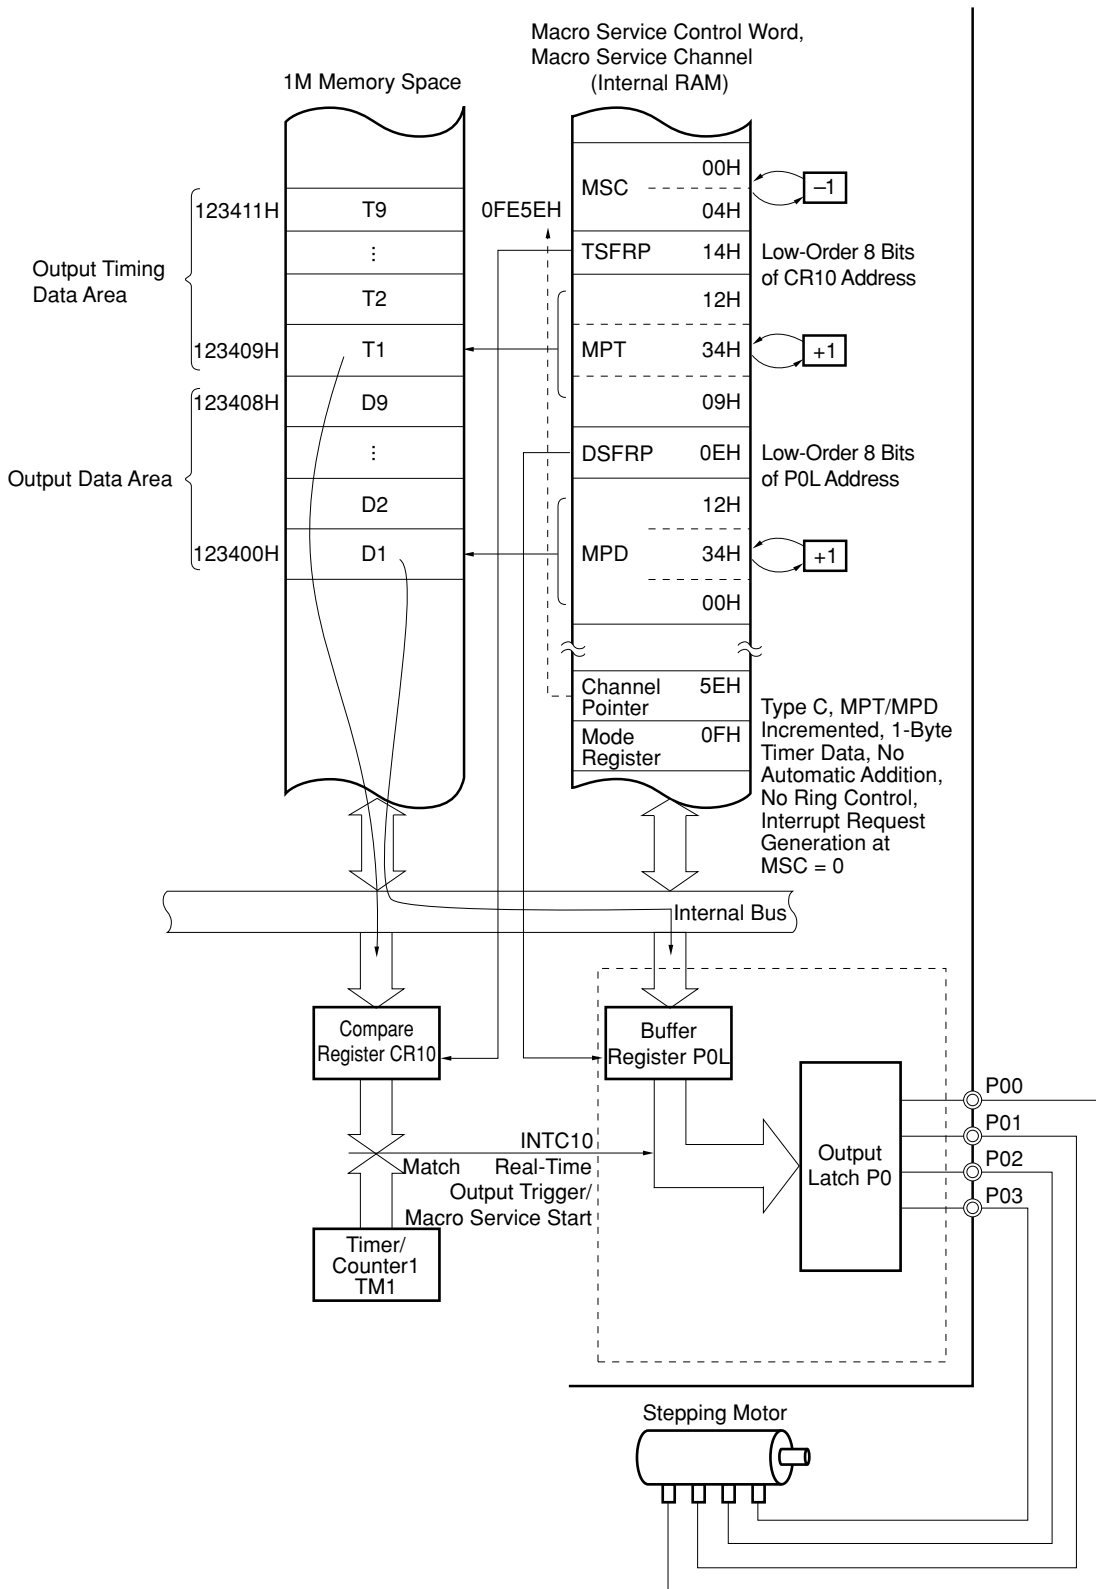 Macro Service Control Word,
Macro Service Channel
(Internal RAM)
1M Memory Space
00H
MSC
–1
04H
123411H
T9
0FE5EH
⋮
TSFRP
14H
Low-Order 8 Bits
of CR10 Address
Output Timing
Data Area
T2
12H
123409H
T1
MPT
34H
+1
123408H
D9
09H
Output Data Area
⋮
DSFRP
0EH
Low-Order 8 Bits
of P0L Address
D2
12H
123400H
D1
MPD
34H
+1
00H
Channel
Pointer
5EH
Mode
Register
0FH
Type C, MPT/MPD
Incremented, 1-Byte
Timer Data, No
Automatic Addition,
No Ring Control,
Interrupt Request
Generation at
MSC = 0
Internal Bus
Compare
Register CR10
Buffer
Register P0L
INTC10
Match
Real-Time
Output Trigger/
Macro Service Start
Timer/
Counter1
TM1
Output
Latch P0
P00
P01
P02
P03
Stepping Motor